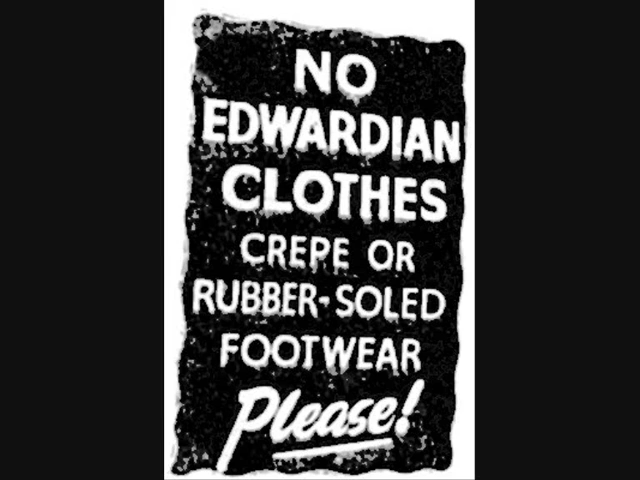 NO
EDWARDIAN
CLOTHES
CREPE OR
RUBBER-SOLED
FOOTWEAR
Please!